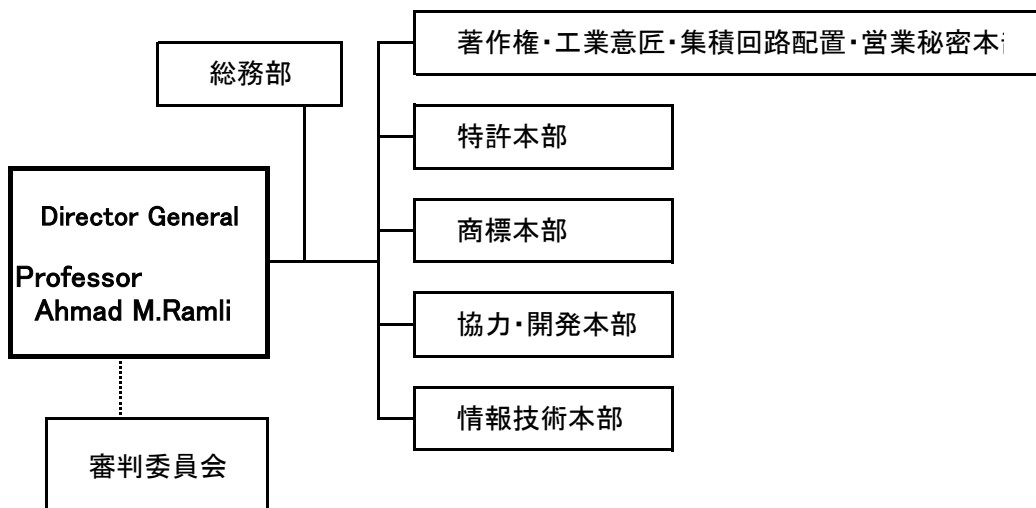 著作権・工業意匠・集積回路配置・営業秘密本
総務部
特許本部
Director General
商標本部
Professor
Ahmad M.Ramli
協力・開発本部
情報技術本部
審判委員会